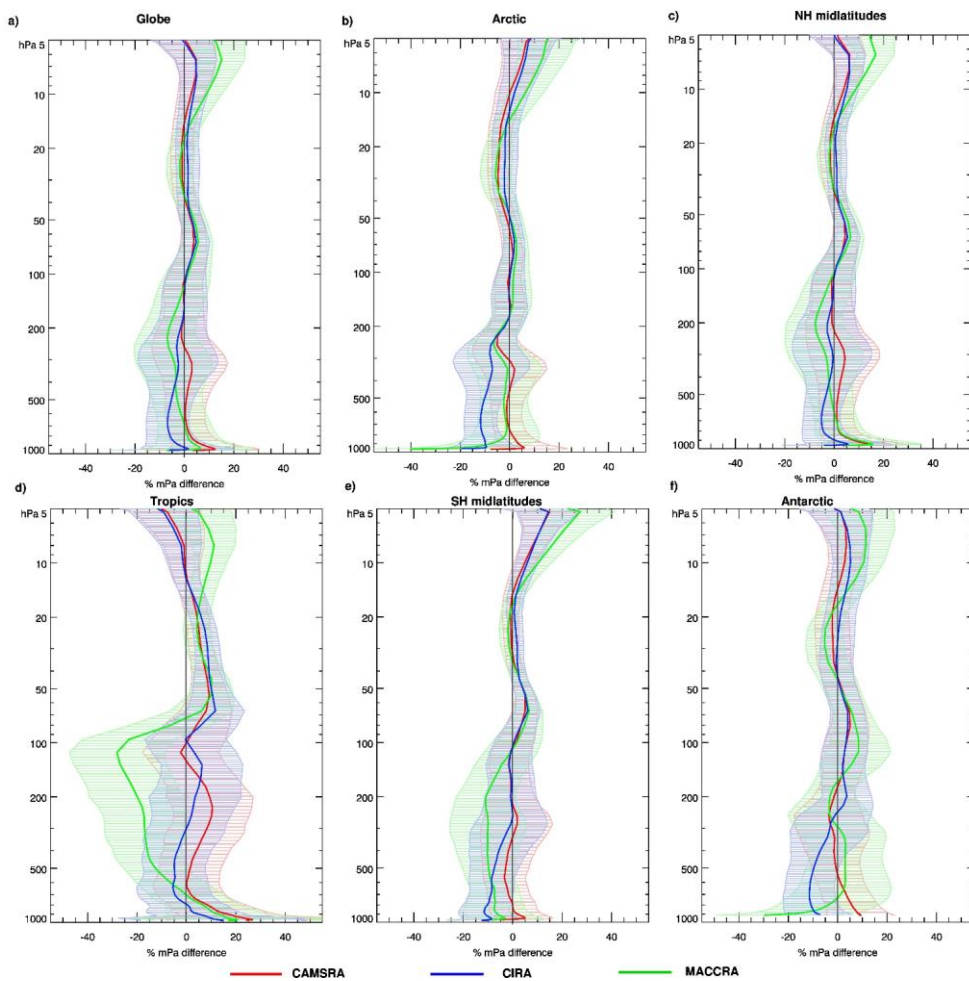 a) Globe
hPa 5
10
20
50
100
200
500
1000
-40 -20 0 20 40
% mPa difference
b) Arctic
hPa 5
10
20
50
100
200
500
1000
-40 -20 0 20 40
% mPa difference
c) NH midlatitudes
hPa 5
10
20
50
100
200
500
1000
-40 -20 0 20 40
% mPa difference
d) Tropics
hPa 5
10
20
50
100
200
500
1000
-40 -20 0 20 40
% mPa difference
e) SH midlatitudes
hPa 5
10
20
50
100
200
500
1000
-40 -20 0 20 40
% mPa difference
f) Antarctic
hPa 5
10
20
50
100
200
500
1000
-40 -20 0 20 40
% mPa difference
CAMSRA CIRA MACCRA